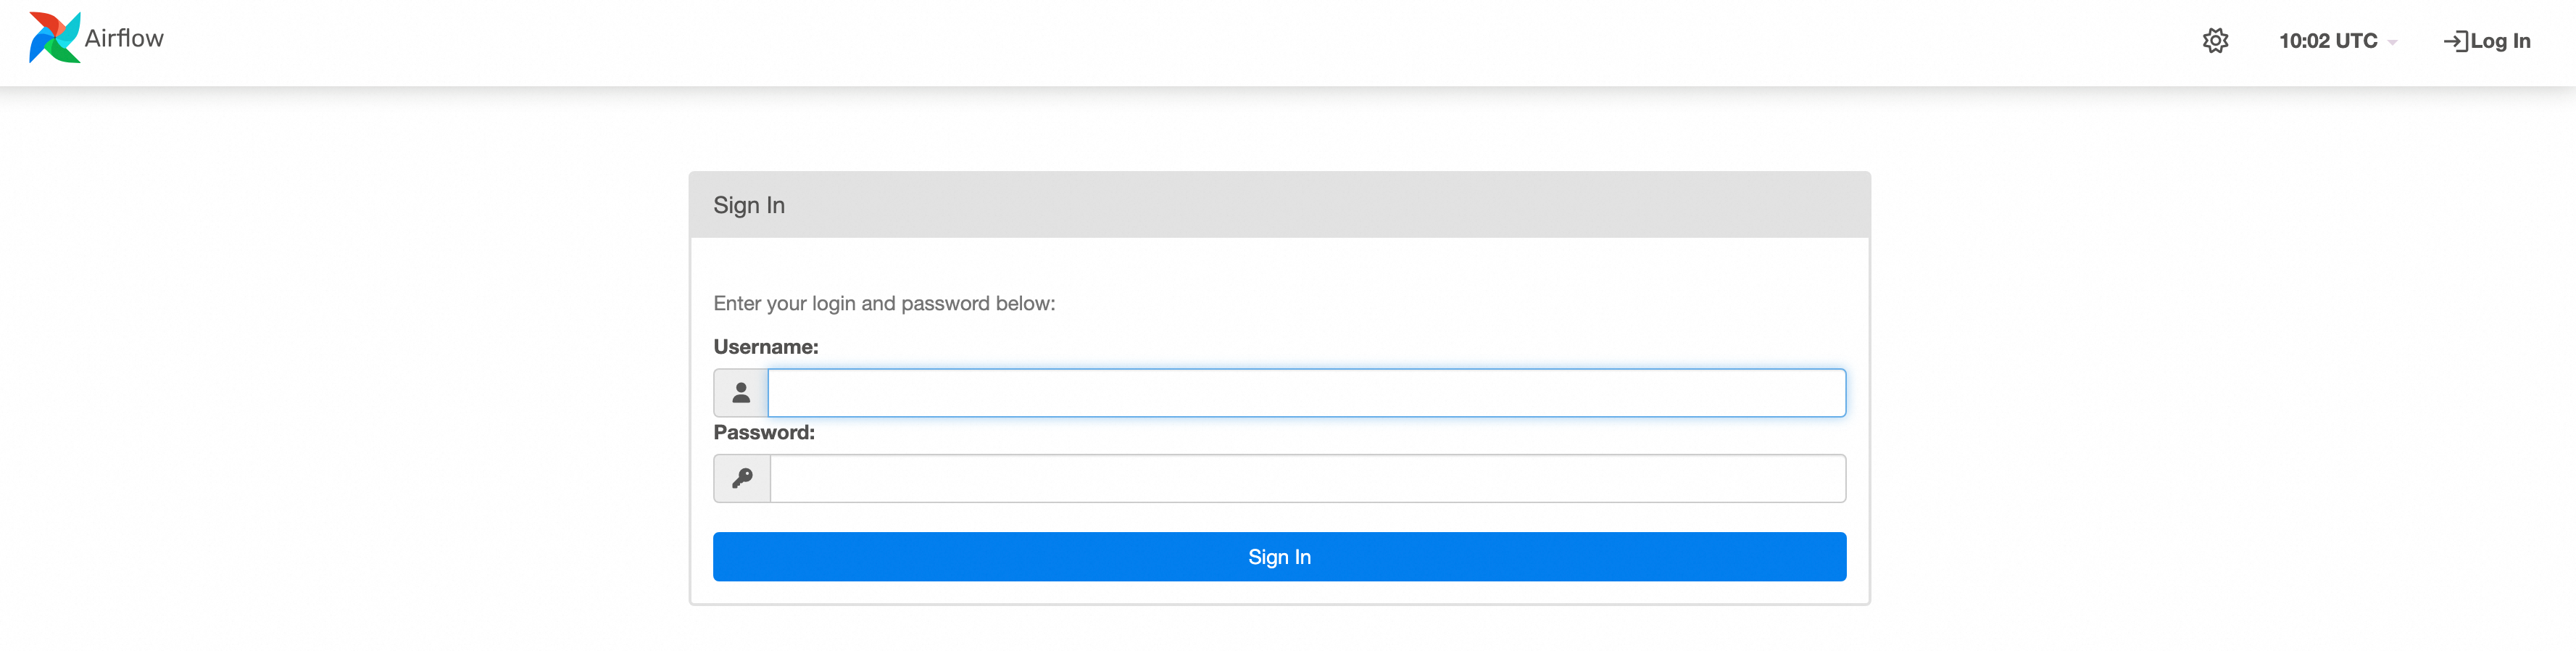 Airflow
10:02 UTC
Log In
Sign In
Enter your login and password below:
Username:
Password:
Sign In